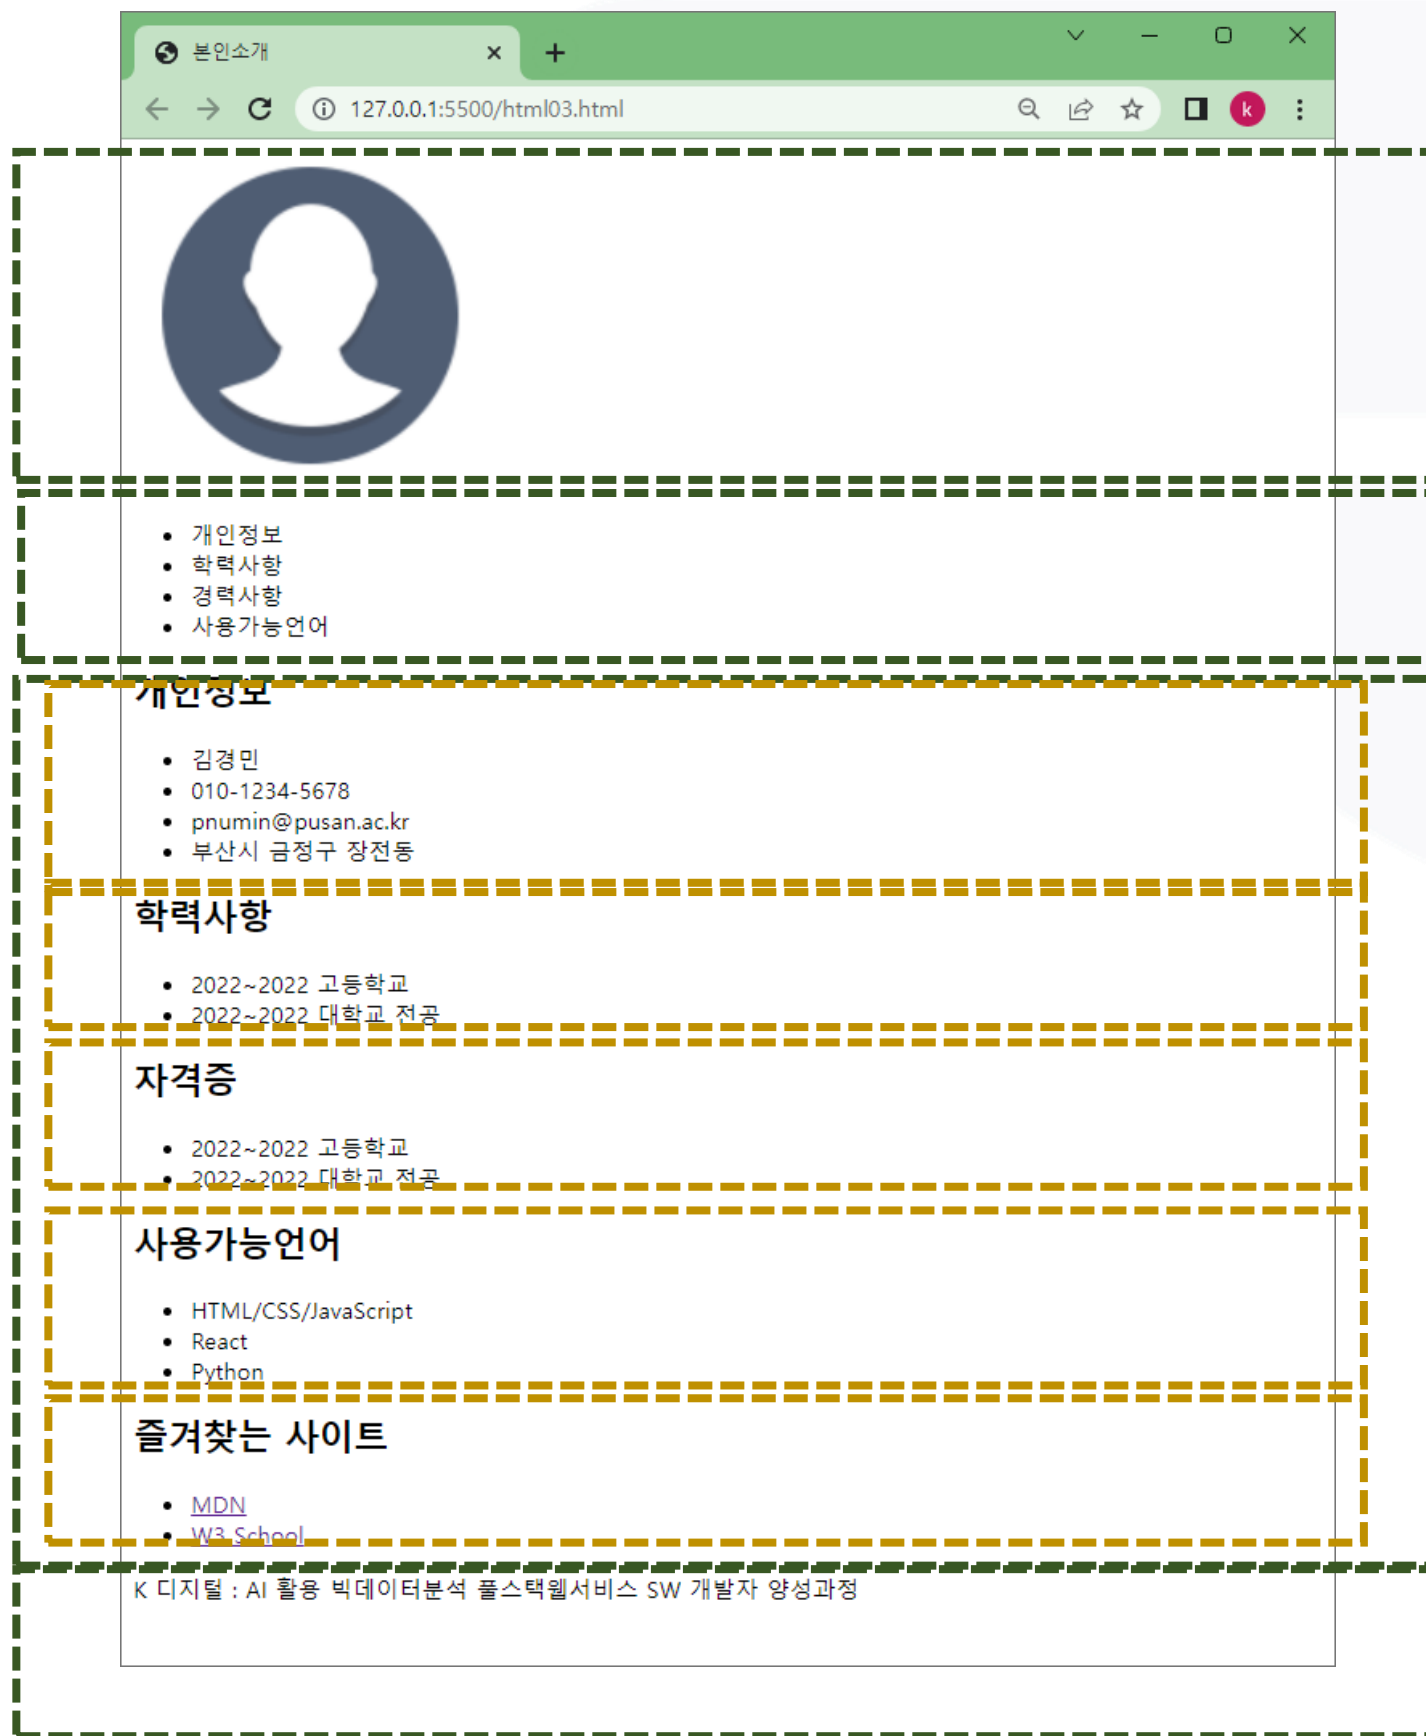 본인소개
127.0.0.1:5500/html03.html
k
개인정보
학력사항
경력사항
사용가능언어
개인정보
김경민
010-1234-5678
pnumin@pusan.ac.kr
부산시 금정구 장전동
학력사항
2022~2022 고등학교
2022~2022 대학교 전공
자격증
2022~2022 고등학교
2022~2022 대학교 전공
사용가능언어
HTML/CSS/JavaScript
React
Python
즐겨찾는 사이트
MDN
W3 School
K 디지털 : AI 활용 빅데이터분석 풀스택웹서비스 SW 개발자 양성과정